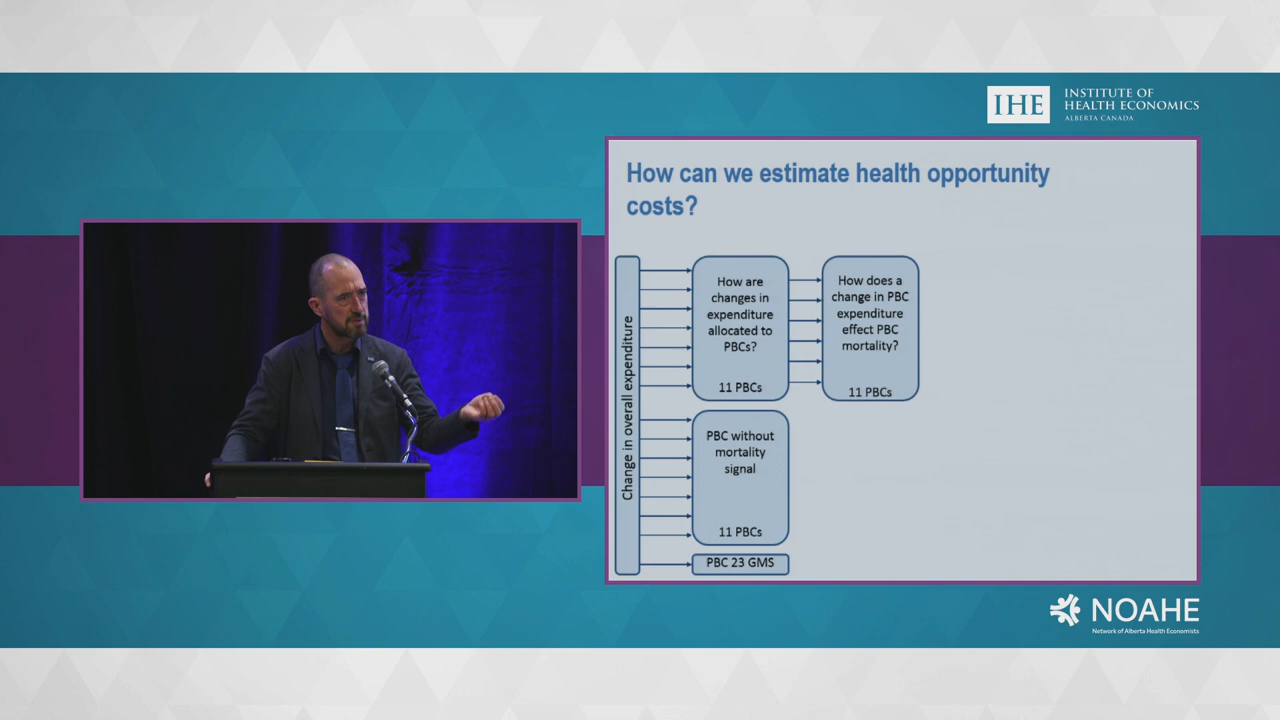 IHE
INSTITUTE OF
HEALTH ECONOMICS
ALBERTA CANADA
How can we estimate health opportunity
costs?
Change in overall expenditure
How are
changes in
expenditure
allocated to
PBCs?
11 PBCs
How does a
change in PBC
expenditure
effect PBC
mortality?
11 PBCs
PBC without
mortality
signal
11 PBCs
PBC 23 GMS
NOAHE
Network of Alberta Health Economists